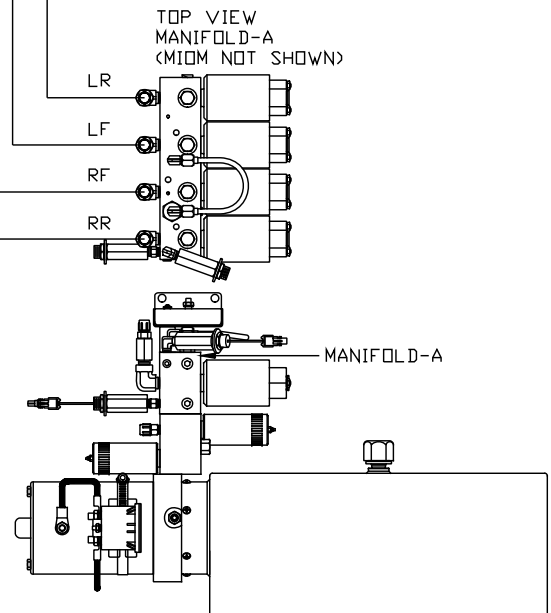 TOP VIEW
MANIFOLD-A
(MIOM NOT SHOWN)
LR
LF
RF
RR
MANIFOLD-A